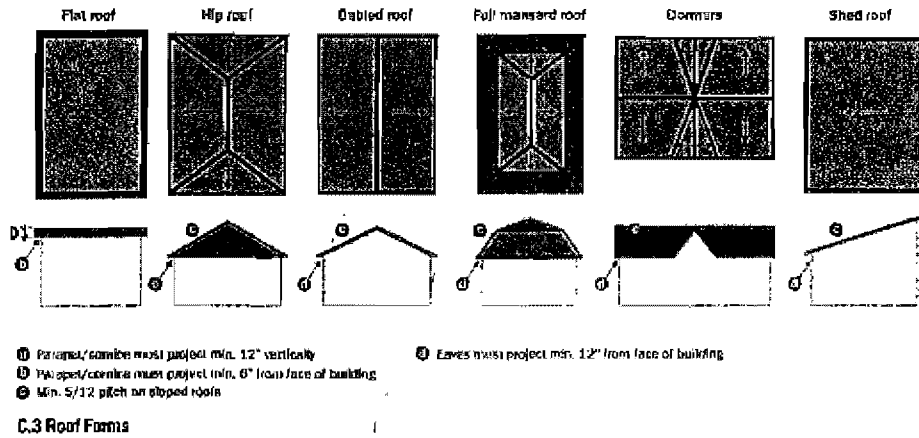 Flat roof Hip roof Gabled roof Full mansard roof Dormers Shed roof
a Parapet/cornice must project min. 12" vertically
b Parapet/cornice must project min. 6" from face of building
c Min. 5/12 pitch on sloped roofs
d Eaves must project min. 12" from face of building
C.3 Roof Forms